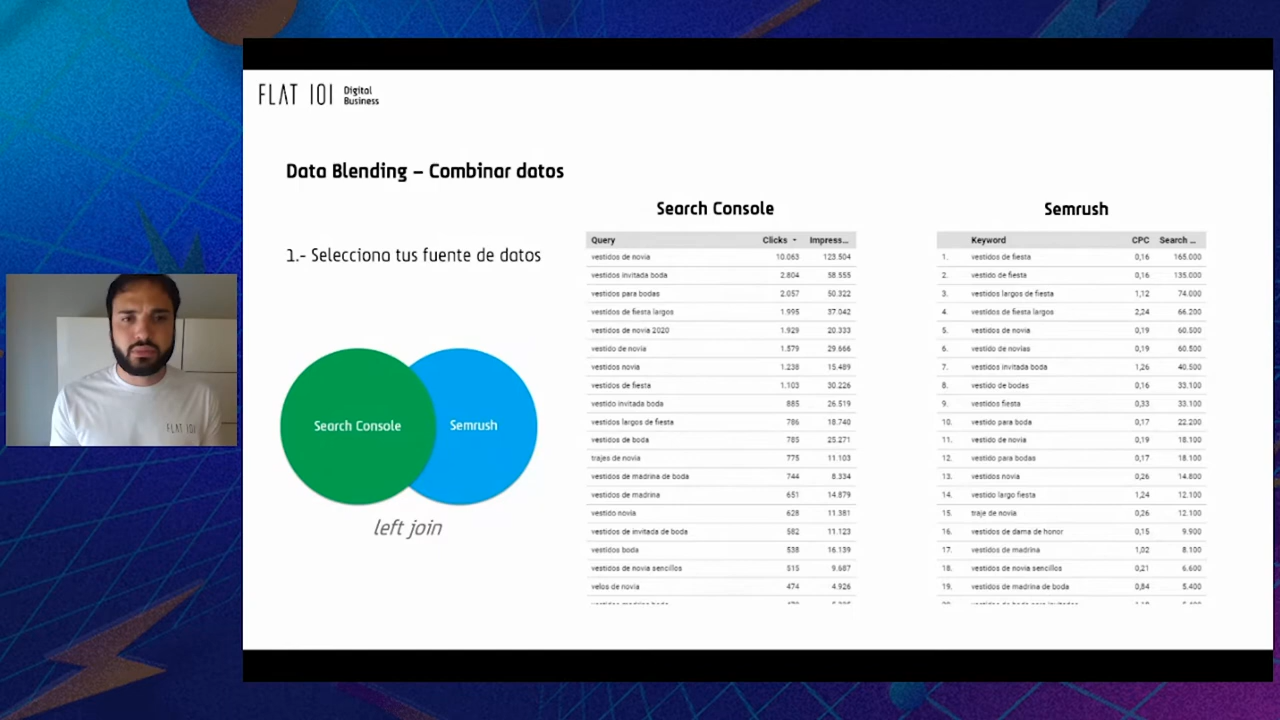 FLAT 101 Digital Business
Data Blending – Combinar datos
1.- Selecciona tus fuente de datos
Search Console
Semrush
left join
Search Console
Query Clicks Impress...
vestidos de novia 10.063 123.504
vestidos invitada boda 2.804 58.555
vestidos para bodas 2.057 50.322
vestidos de fiesta largos 1.995 37.042
vestidos de novia 2020 1.929 20.333
vestido de novia 1.579 29.666
vestidos novia 1.238 15.489
vestidos de fiesta 1.103 30.226
vestido invitada boda 885 26.519
vestidos largos de fiesta 786 18.740
vestidos de boda 785 25.271
trajes de novia 775 11.103
vestidos de madrina de boda 744 8.334
vestidos de madrina 651 14.879
vestido novia 628 11.381
vestidos de invitada de boda 582 11.123
vestidos boda 538 16.139
vestidos de novia sencillos 515 9.687
velos de novia 474 4.926
Semrush
Keyword CPC Search ...
1. vestidos de fiesta 0,16 165.000
2. vestido de fiesta 0,16 135.000
3. vestidos largos de fiesta 1,12 74.000
4. vestidos de fiesta largos 2,24 66.200
5. vestidos de novia 0,19 60.500
6. vestido de novias 0,19 60.500
7. vestidos invitada boda 1,26 40.500
8. vestido de bodas 0,16 33.100
9. vestidos fiesta 0,33 33.100
10. vestido para boda 0,17 22.200
11. vestido de novia 0,19 18.100
12. vestido para bodas 0,17 18.100
13. vestidos novia 0,26 14.800
14. vestido largo fiesta 1,24 12.100
15. traje de novia 0,26 12.100
16. vestidos de dama de honor 0,15 9.900
17. vestidos de madrina 1,02 8.100
18. vestidos de novia sencillos 0,21 6.600
19. vestidos de madrina de boda 0,84 5.400
FLAT 101